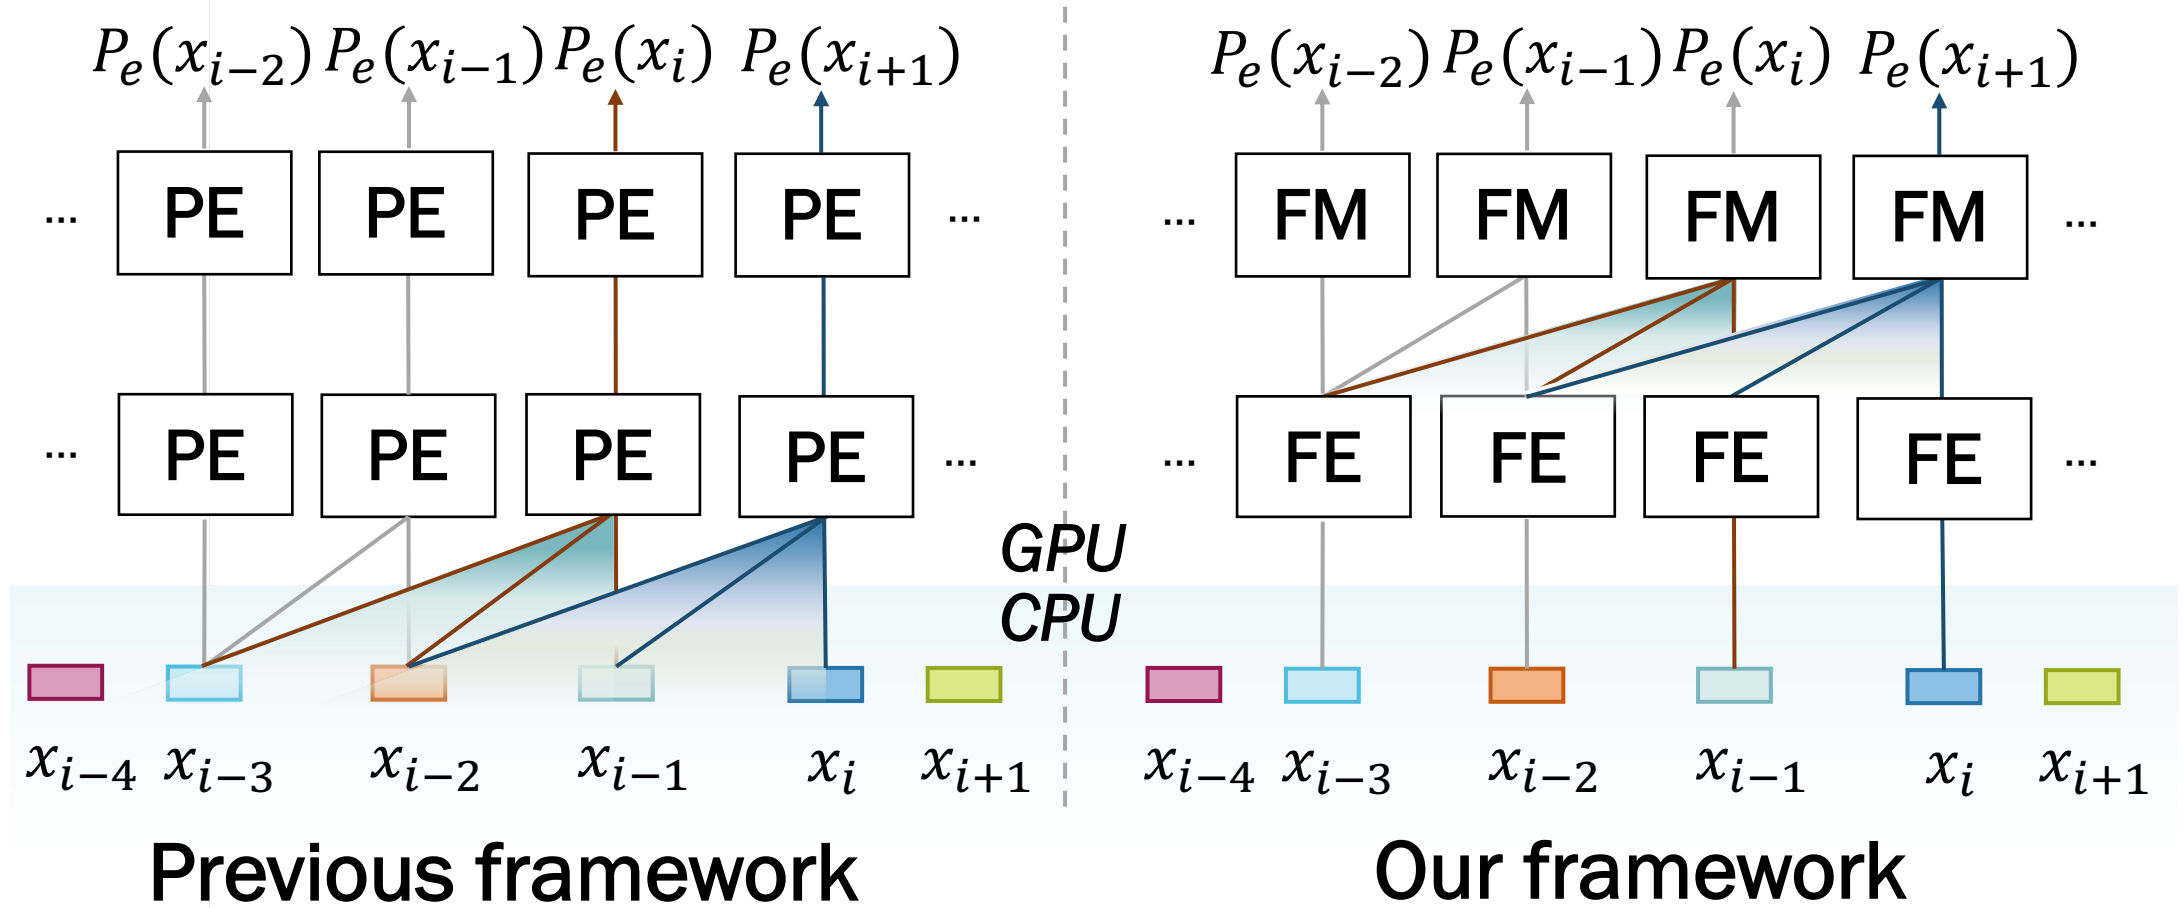 Pₑ(xᵢ₋₂) Pₑ(xᵢ₋₁) Pₑ(xᵢ) Pₑ(xᵢ₊₁)
... PE PE PE PE ...
... PE PE PE PE ...
xᵢ₋₄ xᵢ₋₃ xᵢ₋₂ xᵢ₋₁ xᵢ xᵢ₊₁
Previous framework
GPU
CPU
Pₑ(xᵢ₋₂) Pₑ(xᵢ₋₁) Pₑ(xᵢ) Pₑ(xᵢ₊₁)
... FM FM FM FM ...
... FE FE FE FE ...
xᵢ₋₄ xᵢ₋₃ xᵢ₋₂ xᵢ₋₁ xᵢ xᵢ₊₁
Our framework